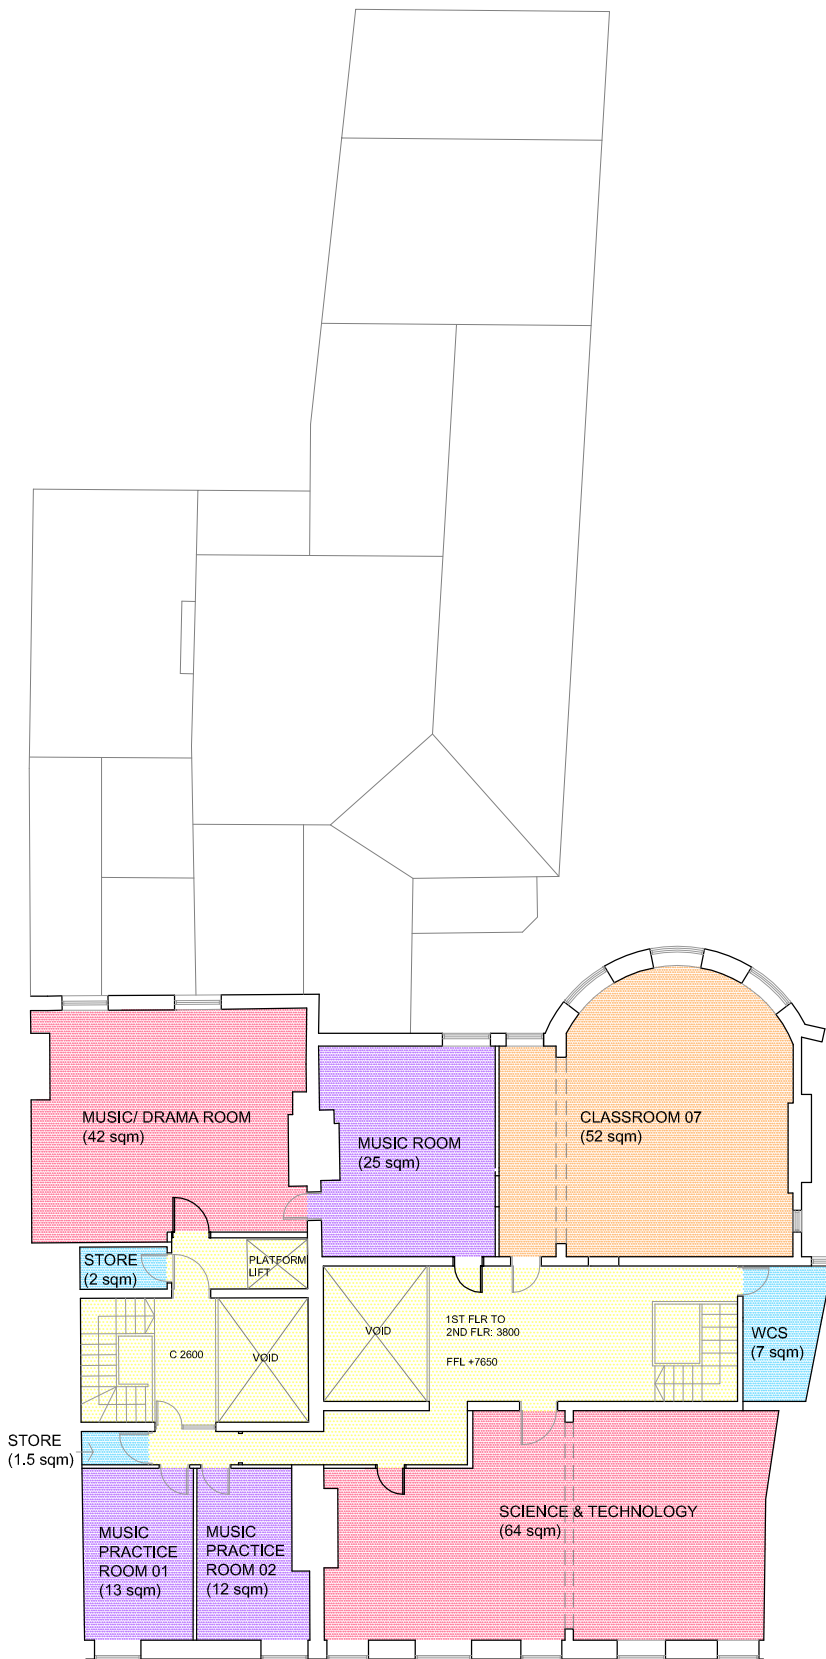 MUSIC/ DRAMA ROOM
(42 sqm)
CLASSROOM 07
(52 sqm)
MUSIC ROOM
(25 sqm)
STORE
(2 sqm)
PLATFORM
LIFT
1ST FLR TO
2ND FLR: 3800
FFL +7650
VOID
WCS
(7 sqm)
C 2600
VOID
STORE
(1.5 sqm)
SCIENCE & TECHNOLOGY
(64 sqm)
MUSIC
PRACTICE
ROOM 01
(13 sqm)
MUSIC
PRACTICE
ROOM 02
(12 sqm)